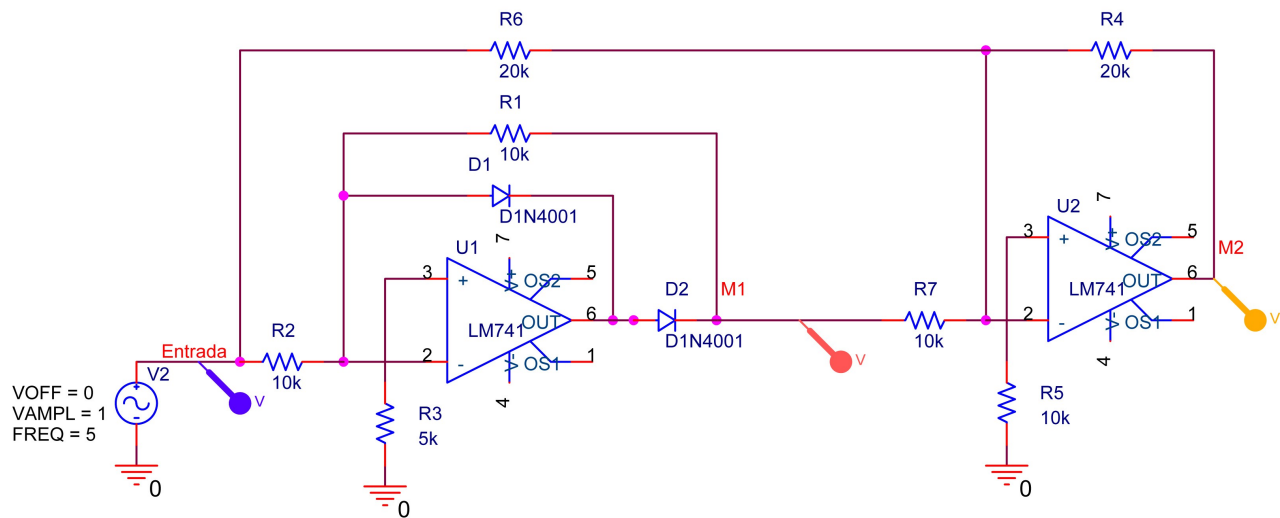 R6
20k
R4
20k
R1
10k
D1
D1N4001
U1
7
3
+
V+
OS2
5
LM741
OUT
6
2
-
V-
OS1
1
4
D2
D1N4001
M1
R2
10k
Entrada
V2
V
VOFF = 0
VAMPL = 1
FREQ = 5
+
-
0
R3
5k
0
V
R7
10k
U2
7
3
+
V+
OS2
5
M2
LM741
OUT
6
2
-
V-
OS1
1
4
V
R5
10k
0